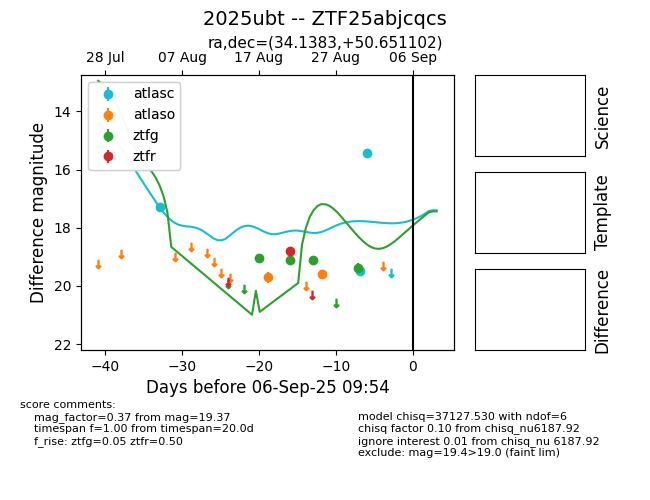 2025ubt -- ZTF25abjcqcs
ra,dec=(34.1383,+50.651102)
28 Jul 07 Aug 17 Aug 27 Aug 06 Sep
atlasc
atlaso
ztfg
ztfr
14
16
18
20
22
Difference magnitude
−40 −30 −20 −10 0
Days before 06-Sep-25 09:54
Science
Template
Difference
score comments:
mag_factor=0.37 from mag=19.37
timespan f=1.00 from timespan=20.0d
f_rise: ztfg=0.05 ztfr=0.50
model chisq=37127.530 with ndof=6
chisq factor 0.10 from chisq_nu6187.92
ignore interest 0.01 from chisq_nu 6187.92
exclude: mag=19.4>19.0 (faint lim)